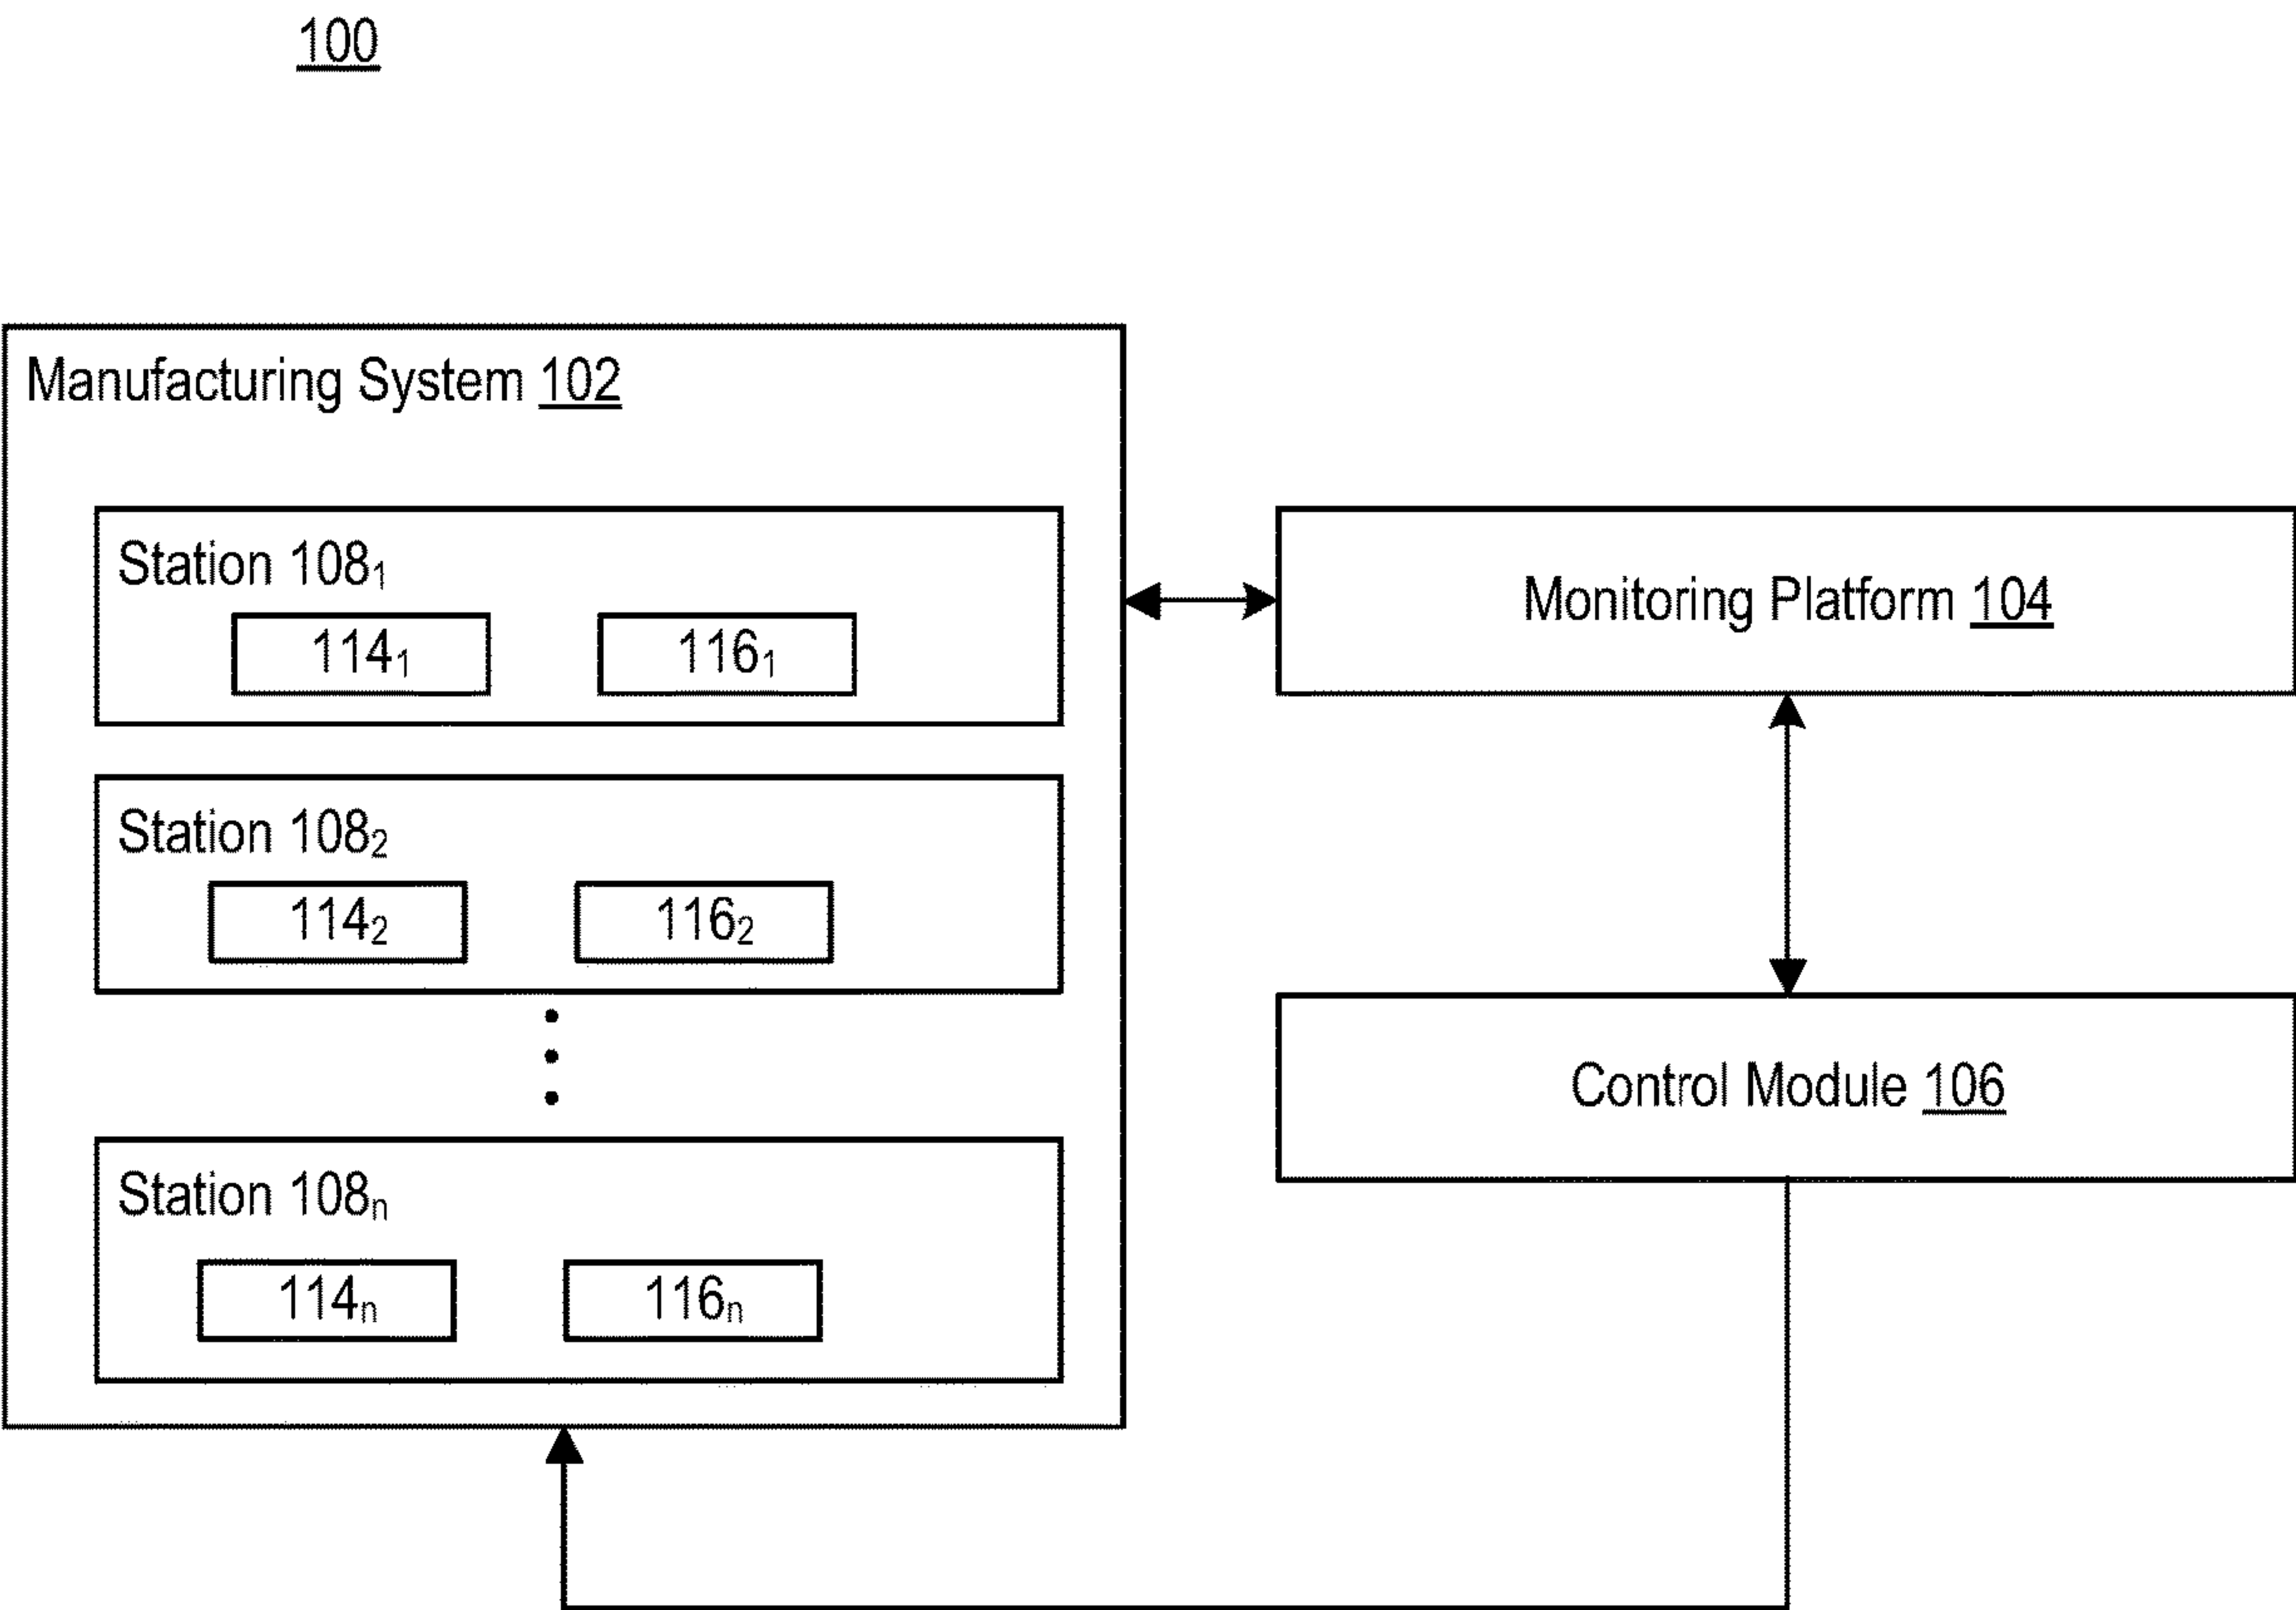 100
Manufacturing System 102
Station 108₁
114₁ 116₁
Monitoring Platform 104
Station 108₂
114₂ 116₂
Control Module 106
Station 108ₙ
114ₙ 116ₙ